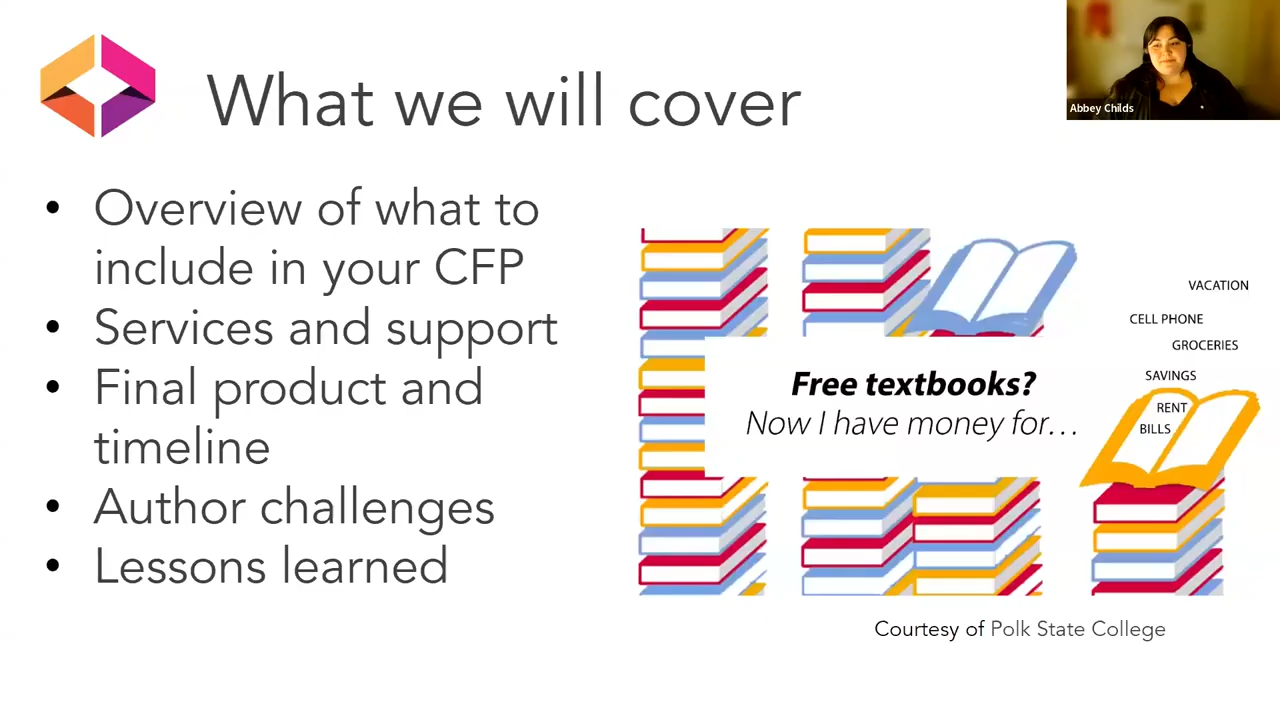 What we will cover
Abbey Childs
• Overview of what to
include in your CFP
• Services and support
• Final product and
timeline
• Author challenges
• Lessons learned
VACATION
CELL PHONE
GROCERIES
SAVINGS
RENT
BILLS
Free textbooks?
Now I have money for...
Courtesy of Polk State College